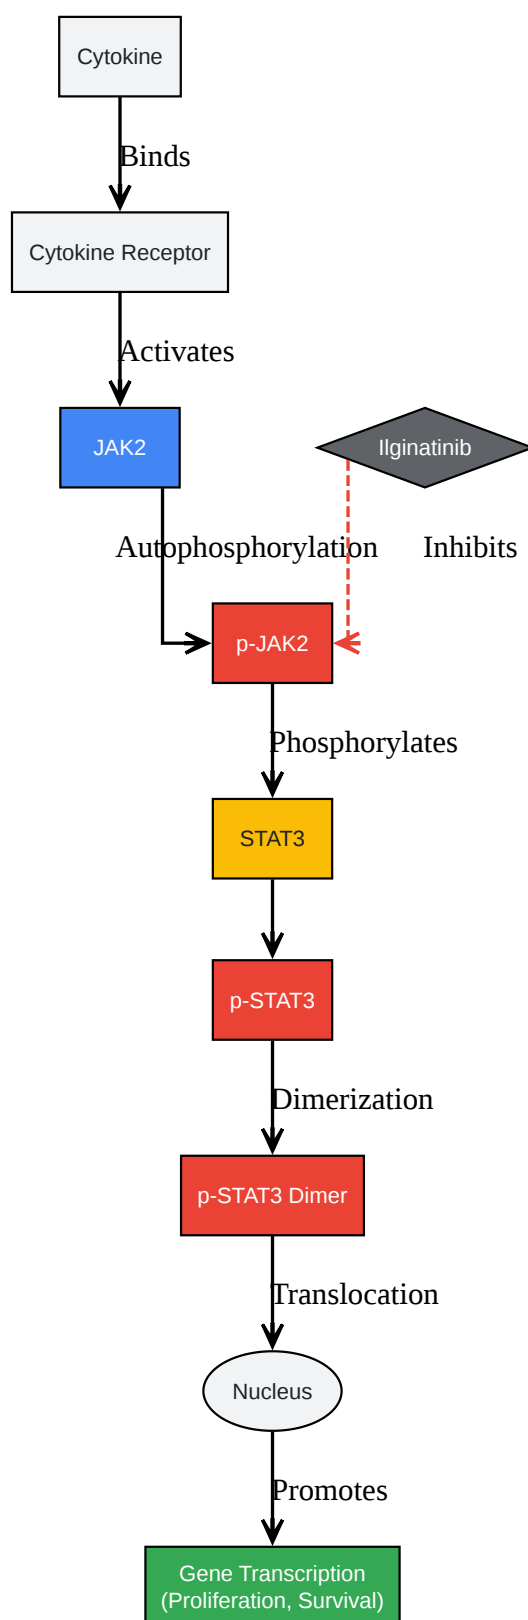 Cytokine
Binds
Cytokine Receptor
Activates
JAK2
Ilginatinib
Autophosphorylation
Inhibits
p-JAK2
Phosphorylates
STAT3
p-STAT3
Dimerization
p-STAT3 Dimer
Translocation
Nucleus
Promotes
Gene Transcription
(Proliferation, Survival)